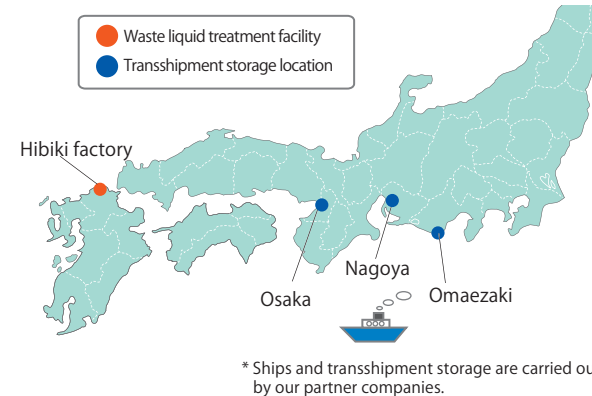 Waste liquid treatment facility
Transshipment storage location
Hibiki factory
Nagoya
Omaezaki
Osaka
* Ships and transshipment storage are carried ou
by our partner companies.